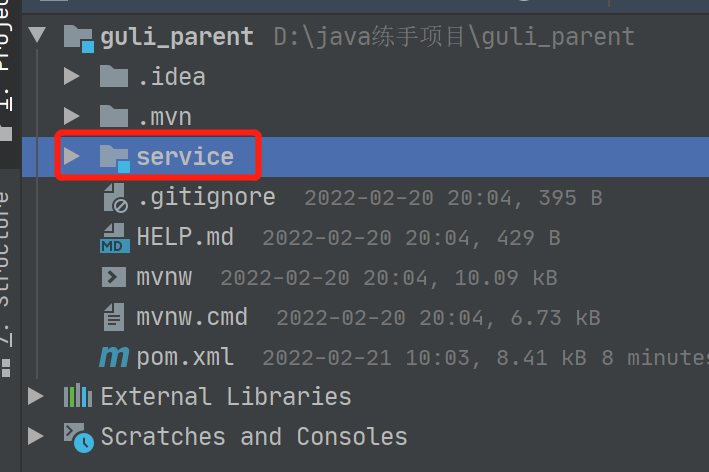 1: Project
guli_parent D:\java练手项目\guli_parent
.idea
.mvn
service
.gitignore 2022-02-20 20:04, 395 B
HELP.md 2022-02-20 20:04, 429 B
MD
mvnw 2022-02-20 20:04, 10.09 kB
mvnw.cmd 2022-02-20 20:04, 6.73 kB
m pom.xml 2022-02-21 10:03, 8.41 kB 8 minutes
7: Structure
External Libraries
Scratches and Consoles